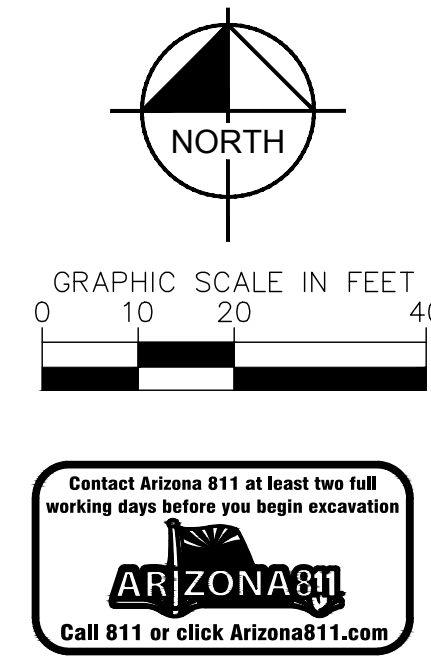 NORTH
GRAPHIC SCALE IN FEET
0 10 20 40
Contact Arizona 811 at least two full
working days before you begin excavation
ARIZONA811
Call 811 or click Arizona811.com